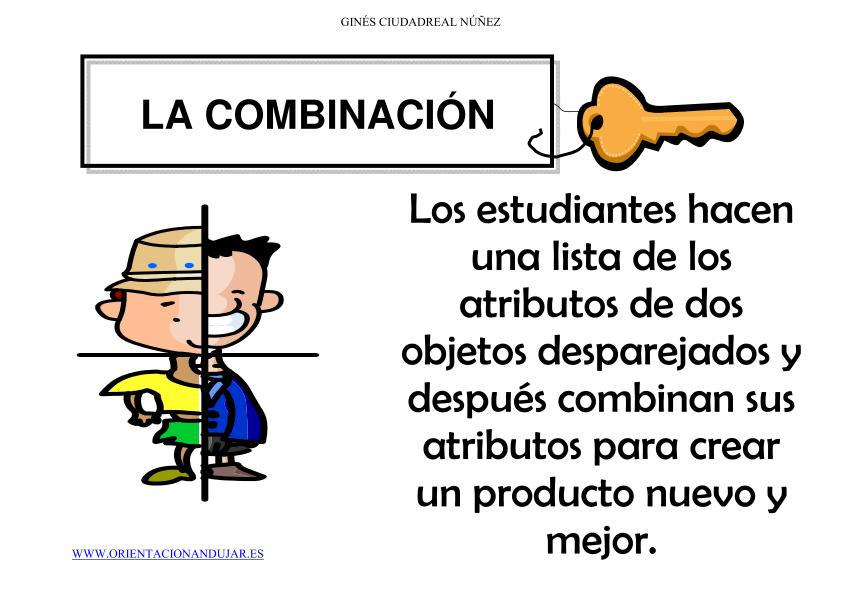 GINÉS CIUDADREAL NÚÑEZ
LA COMBINACIÓN
Los estudiantes hacen
una lista de los
atributos de dos
objetos desparejados y
después combinan sus
atributos para crear
un producto nuevo y
mejor.
WWW.ORIENTACIONANDUJAR.ES